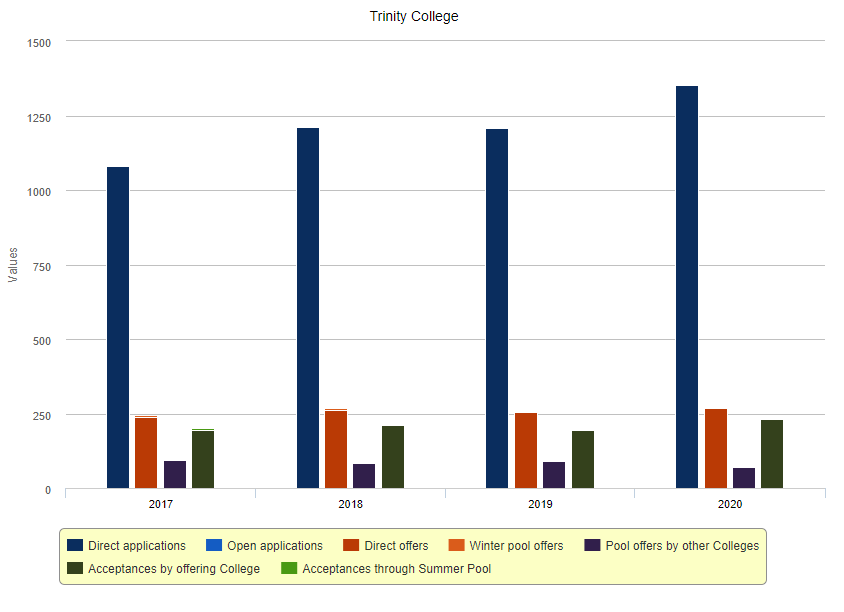 Trinity College
1500
1250
1000
750
500
250
0
Values
2017 2018 2019 2020
Direct applications Open applications Direct offers Winter pool offers Pool offers by other Colleges
Acceptances by offering College Acceptances through Summer Pool